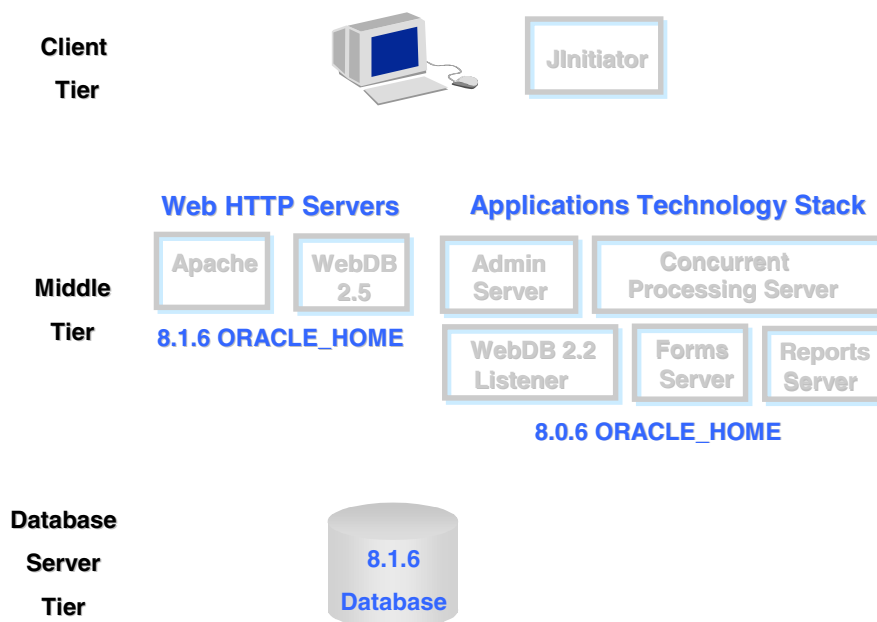 Client
Tier
JInitiator
Web HTTP Servers
Applications Technology Stack
Middle
Tier
Apache
WebDB
2.5
Admin
Server
Concurrent
Processing Server
8.1.6 ORACLE_HOME
WebDB 2.2
Listener
Forms
Server
Reports
Server
8.0.6 ORACLE_HOME
Database
Server
Tier
8.1.6
Database